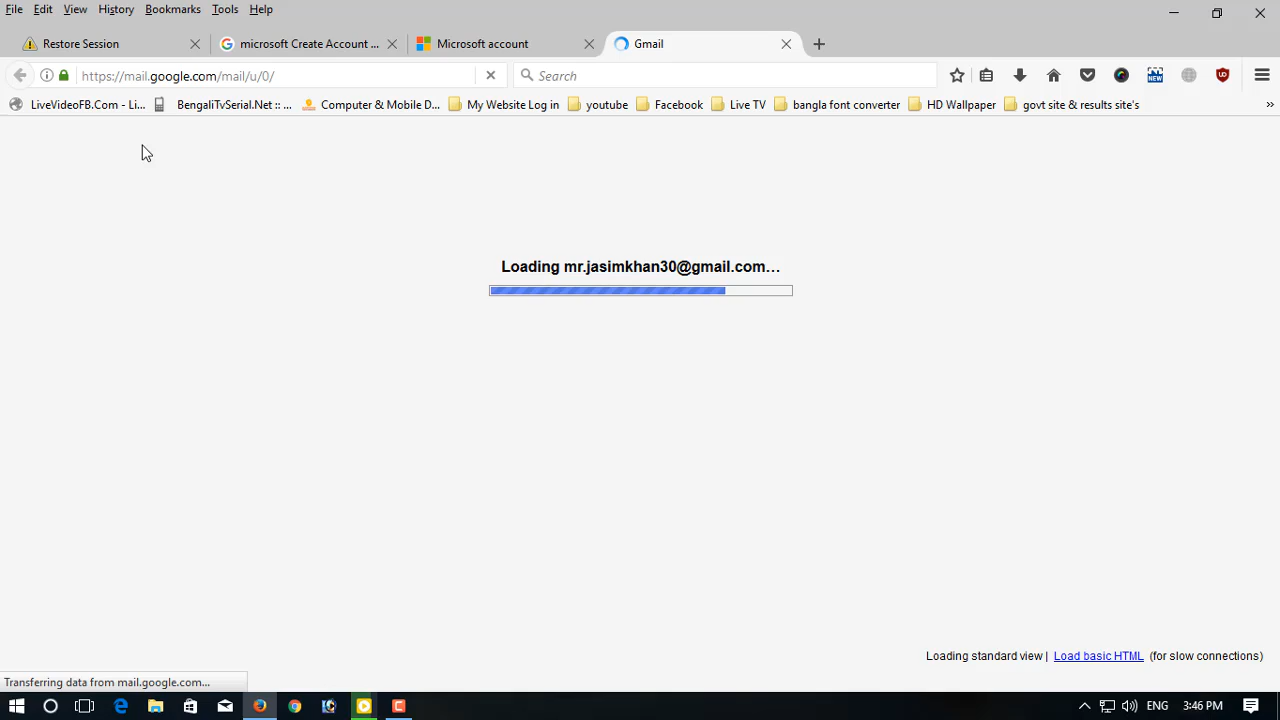 File Edit View History Bookmarks Tools Help
Restore Session microsoft Create Account ... Microsoft account Gmail
https://mail.google.com/mail/u/0/ Search
LiveVideoFB.Com - Li... BengaliTvSerial.Net :: ... Computer & Mobile D... My Website Log in youtube Facebook Live TV bangla font converter HD Wallpaper govt site & results site's »
Loading mr.jasimkhan30@gmail.com…
Loading standard view | Load basic HTML (for slow connections)
Transferring data from mail.google.com...
ENG 3:46 PM